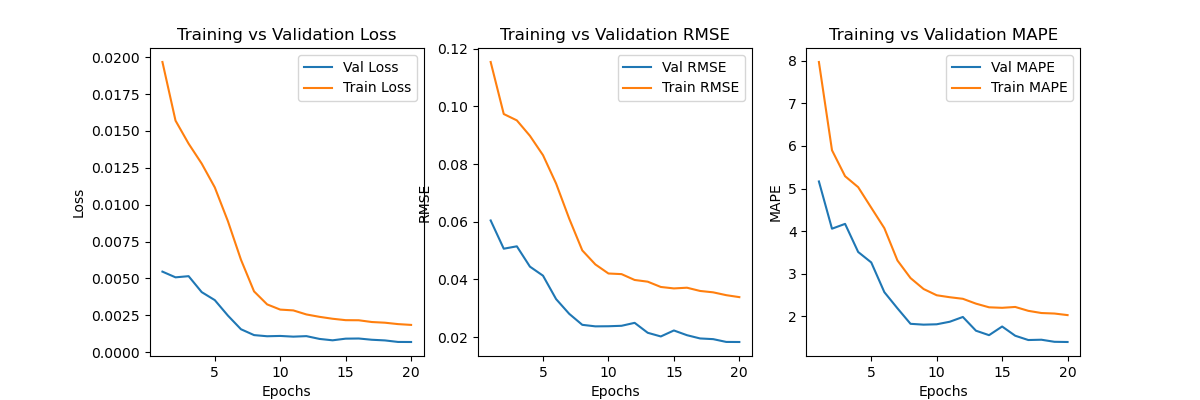 Training vs Validation Loss
Val Loss
Train Loss
0.0200
0.0175
0.0150
0.0125
0.0100
0.0075
0.0050
0.0025
0.0000
Loss
5
10
15
20
Epochs
Training vs Validation RMSE
Val RMSE
Train RMSE
0.12
0.10
0.08
0.06
0.04
0.02
RMSE
5
10
15
20
Epochs
Training vs Validation MAPE
Val MAPE
Train MAPE
8
7
6
5
4
3
2
MAPE
5
10
15
20
Epochs